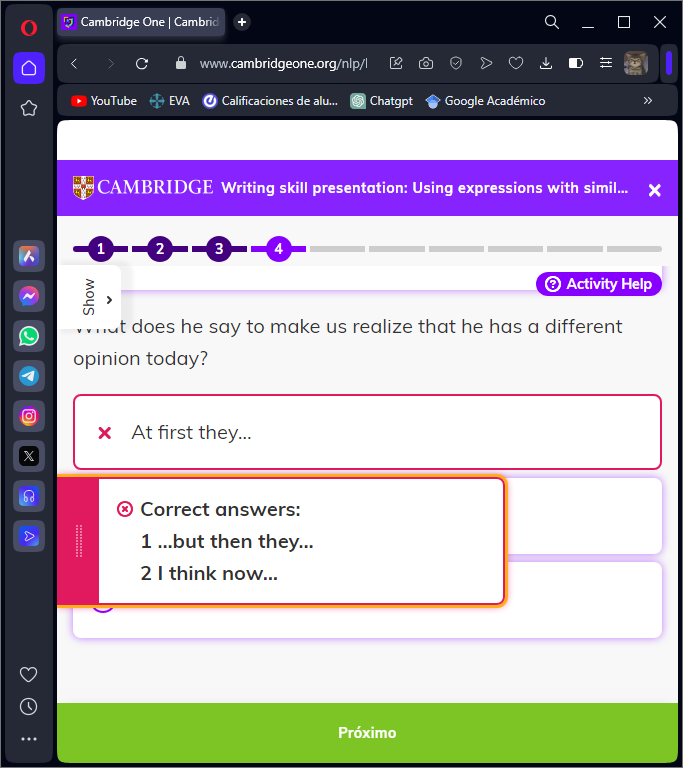 Cambridge One | Cambrid
www.cambridgeone.org/nlp/l
YouTube
EVA
Calificaciones de alu...
Chatgpt
Google Académico
»
CAMBRIDGE
Writing skill presentation: Using expressions with simil...
1 2 3 4
Show
Activity Help
What does he say to make us realize that he has a different
opinion today?
At first they...
Correct answers:
1 ...but then they...
2 I think now...
Próximo